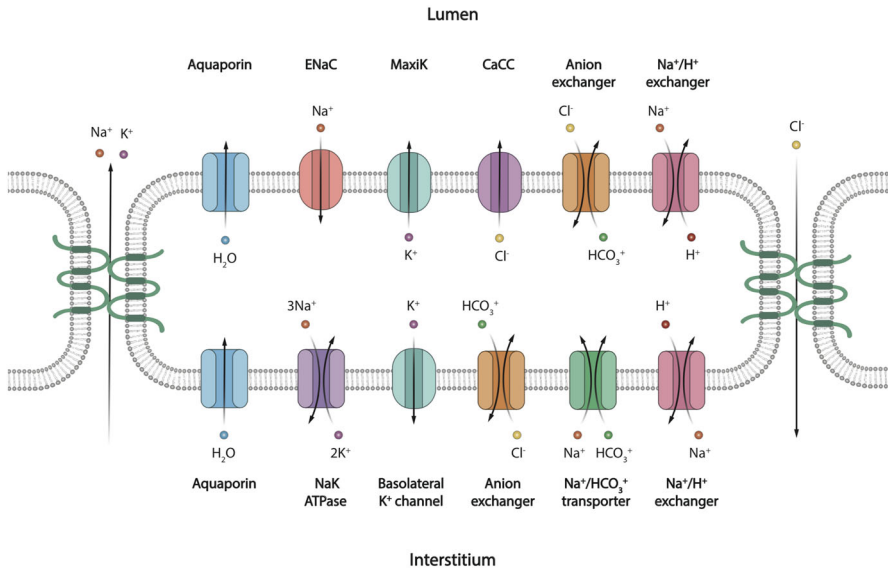 Lumen
Aquaporin ENaC MaxiK CaCC Anion exchanger Na⁺/H⁺ exchanger
Na⁺ K⁺
Na⁺
Cl⁻
Na⁺
Cl⁻
H₂O
K⁺
Cl⁻
HCO₃⁺
H⁺
3Na⁺
K⁺
HCO₃⁺
H⁺
H₂O
2K⁺
Cl⁻
Na⁺ HCO₃⁺
Na⁺
Aquaporin NaK ATPase Basolateral K⁺ channel Anion exchanger Na⁺/HCO₃⁺ transporter Na⁺/H⁺ exchanger
Interstitium